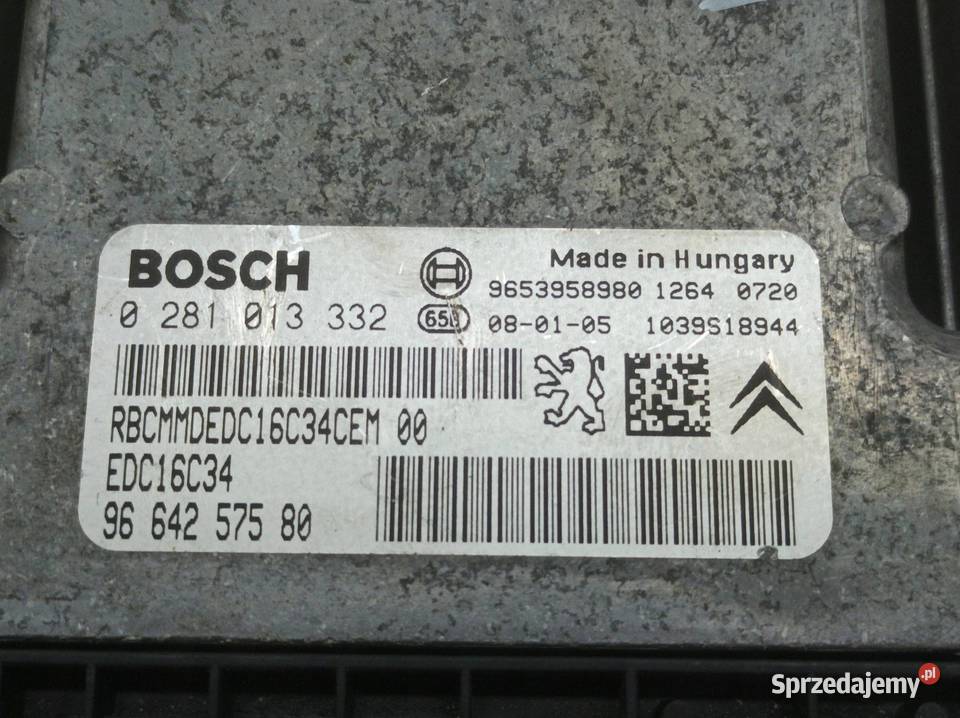 BOSCH
Made in Hungary
9653958980 1264 0720
0 281 013 332
65B 08-01-05 1039S18944
RBCMMDEDC16C34CEM 00
EDC16C34
96 642 575 80
Sprzedajemy.pl